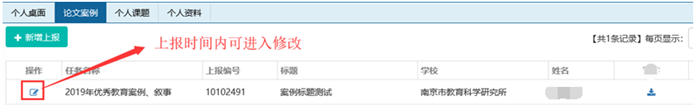 个人桌面 论文案例 个人课题 个人资料
+ 新增上报 上报时间内可进入修改 【共1条记录】每页显示：
操作 任务名称 上报编号 标题 学校 姓名
2019年优秀教育案例、叙事 10102491 案例标题测试 南京市教育科学研究所